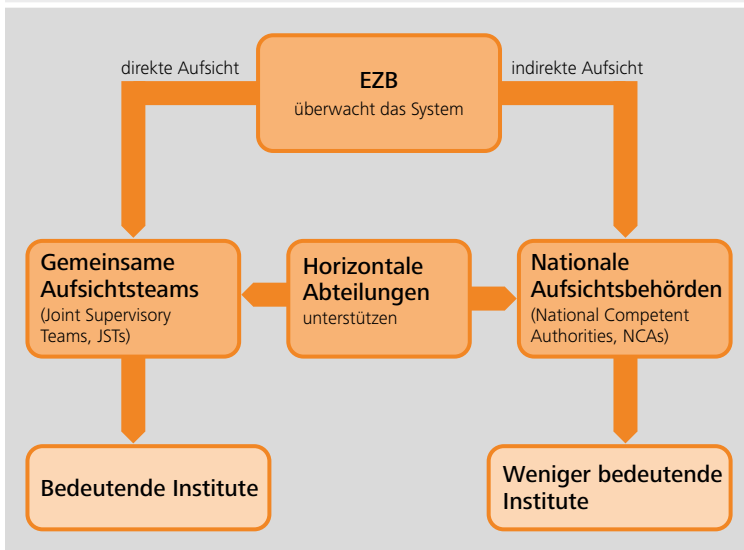 direkte Aufsicht
EZB
überwacht das System
indirekte Aufsicht
Gemeinsame
Aufsichtsteams
(Joint Supervisory
Teams, JSTs)
Horizontale
Abteilungen
unterstützen
Nationale
Aufsichtsbehörden
(National Competent
Authorities, NCAs)
Bedeutende Institute
Weniger bedeutende
Institute